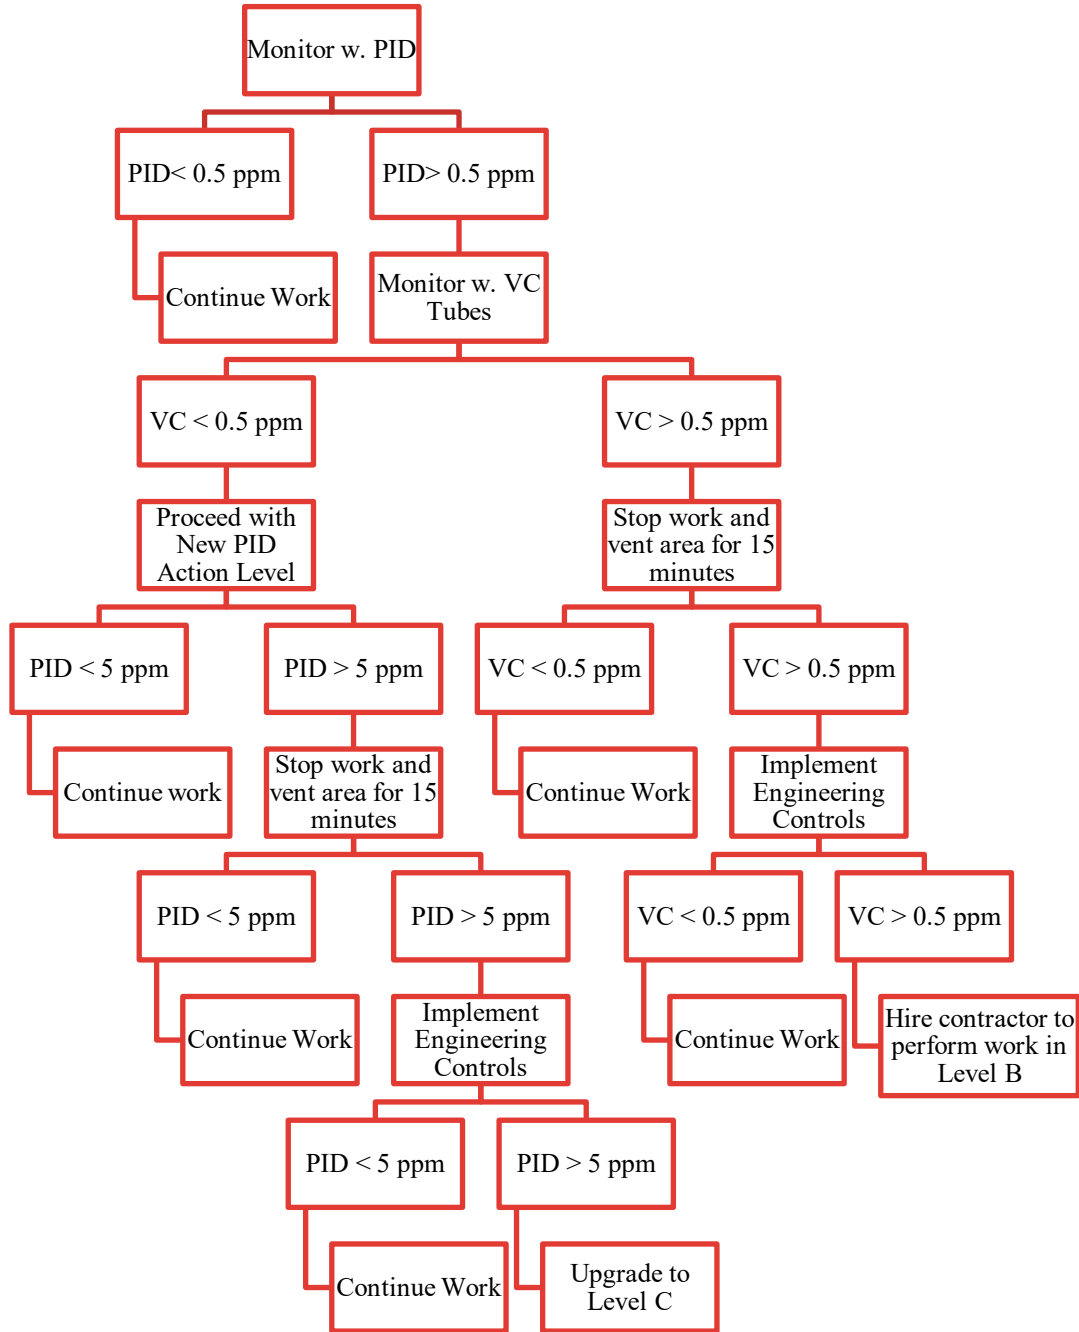 Monitor w. PID
PID< 0.5 ppm
PID> 0.5 ppm
Continue Work
Monitor w. VC
Tubes
VC < 0.5 ppm
VC > 0.5 ppm
Proceed with
New PID
Action Level
Stop work and
vent area for 15
minutes
PID < 5 ppm
PID > 5 ppm
VC < 0.5 ppm
VC > 0.5 ppm
Continue work
Stop work and
vent area for 15
minutes
Continue Work
Implement
Engineering
Controls
PID < 5 ppm
PID > 5 ppm
VC < 0.5 ppm
VC > 0.5 ppm
Continue Work
Implement
Engineering
Controls
Continue Work
Hire contractor to
perform work in
Level B
PID < 5 ppm
PID > 5 ppm
Continue Work
Upgrade to
Level C